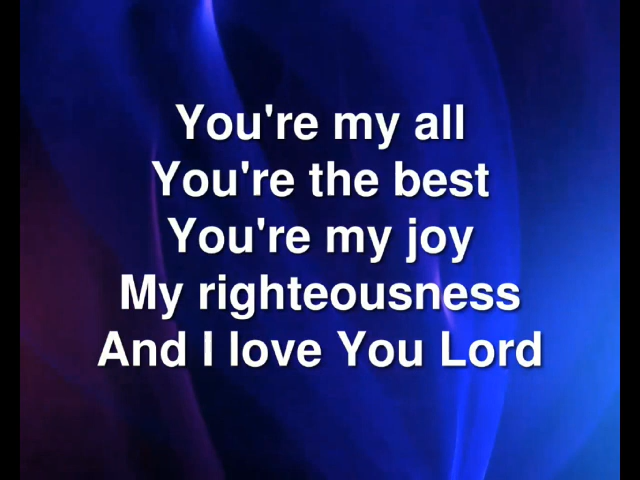 You're my all
You're the best
You're my joy
My righteousness
And I love You Lord